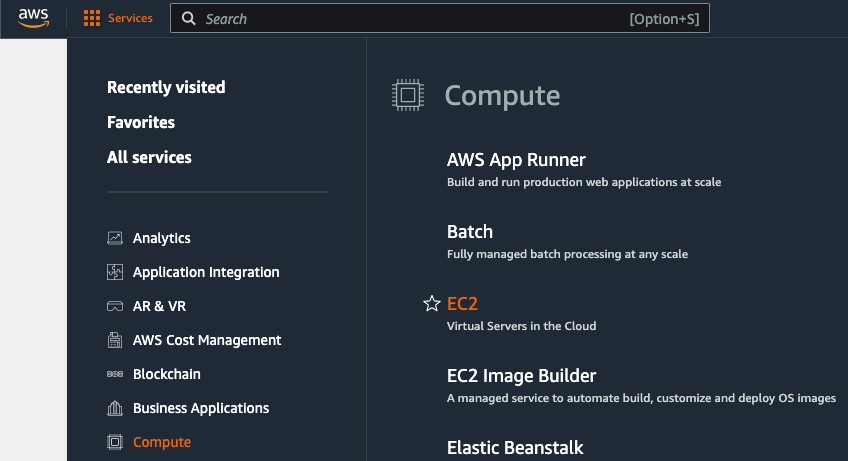 aws
Services
Search
[Option+S]
Recently visited
Favorites
All services
Analytics
Application Integration
AR & VR
AWS Cost Management
Blockchain
Business Applications
Compute
Compute
AWS App Runner
Build and run production web applications at scale
Batch
Fully managed batch processing at any scale
EC2
Virtual Servers in the Cloud
EC2 Image Builder
A managed service to automate build, customize and deploy OS images
Elastic Beanstalk